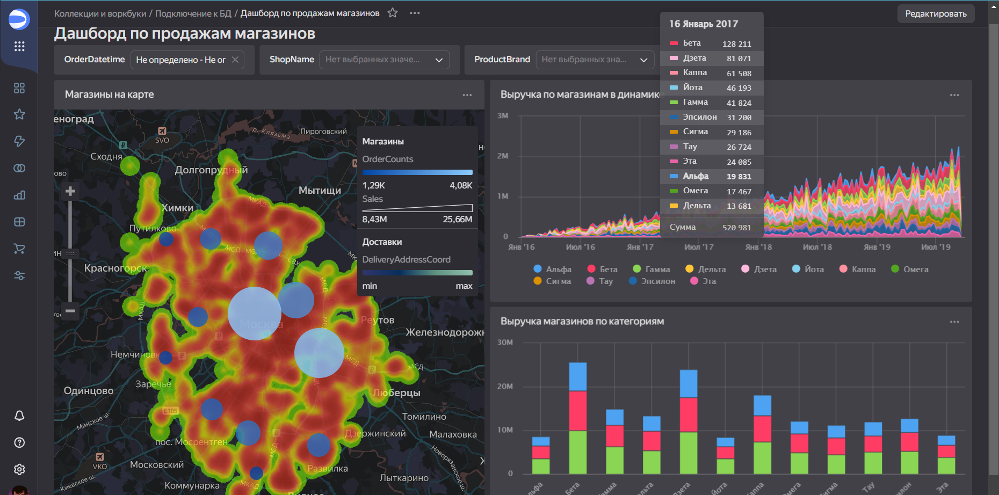 Коллекции и воркбуки / Подключение к БД / Дашборд по продажам магазинов
Редактировать
Дашборд по продажам магазинов
OrderDatetime
Не определено - Не ог
ShopName
Нет выбранных значе...
ProductBrand
Нет выбранных зна...
Магазины на карте
еноград
SVO
р. Клязьма
Пироговский
Сходня
Долгопрудный
Мытищи
МКАД
Химки
Путилково
МСД
СВХ
Красногорск
МСД
МКАД
МСД
Москва
Реутов
Железнодорожн
Немчиновк
МСД
МСД
Заречье
Одинцово
МСД
Люберцы
E105
Минское ш.
Томилино
Дзержинский
Малаховка
пос. Мосрентген
МСД
VKO
Московский
Развилка
Новорязанское ш.
Лыткарино
Киевское ш.
Коммунарка
МКАД
Магазины
OrderCounts
1,29K 4,08K
Sales
8,43M 25,66M
Доставки
DeliveryAddressCoord
min max
Выручка по магазинам в динамике
3M
2M
1M
0
Янв '16 Июл '16 Янв '17 Июл '17 Янв '18 Июл '18 Янв '19 Июл '19
Альфа Бета Гамма Дельта Дзета Йота Каппа Омега
Сигма Тау Эпсилон Эта
16 Январь 2017
Бета 128 211
Дзета 81 071
Каппа 61 508
Йота 46 193
Гамма 41 824
Эпсилон 31 200
Сигма 29 186
Тау 26 724
Эта 24 085
Альфа 19 831
Омега 17 467
Дельта 13 681
Сумма 520 981
Выручка магазинов по категориям
30M
20M
10M
0
льфа Бета амма ельта Дзета Йота аппа Омега игма Тау илон Эта